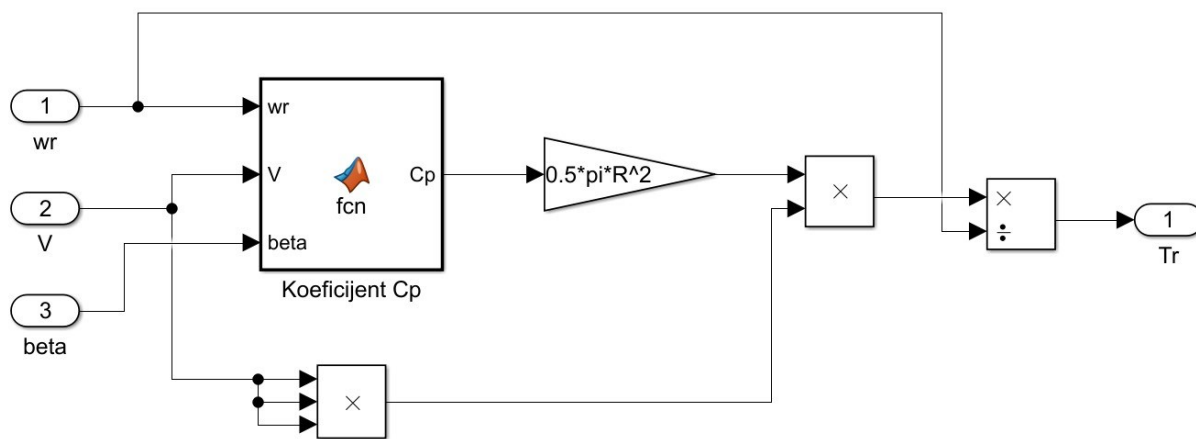 1
wr
2
V
3
beta
wr
V
beta
fcn
Cp
Koeficijent Cp
0.5*pi*R^2
×
×
×
÷
1
Tr